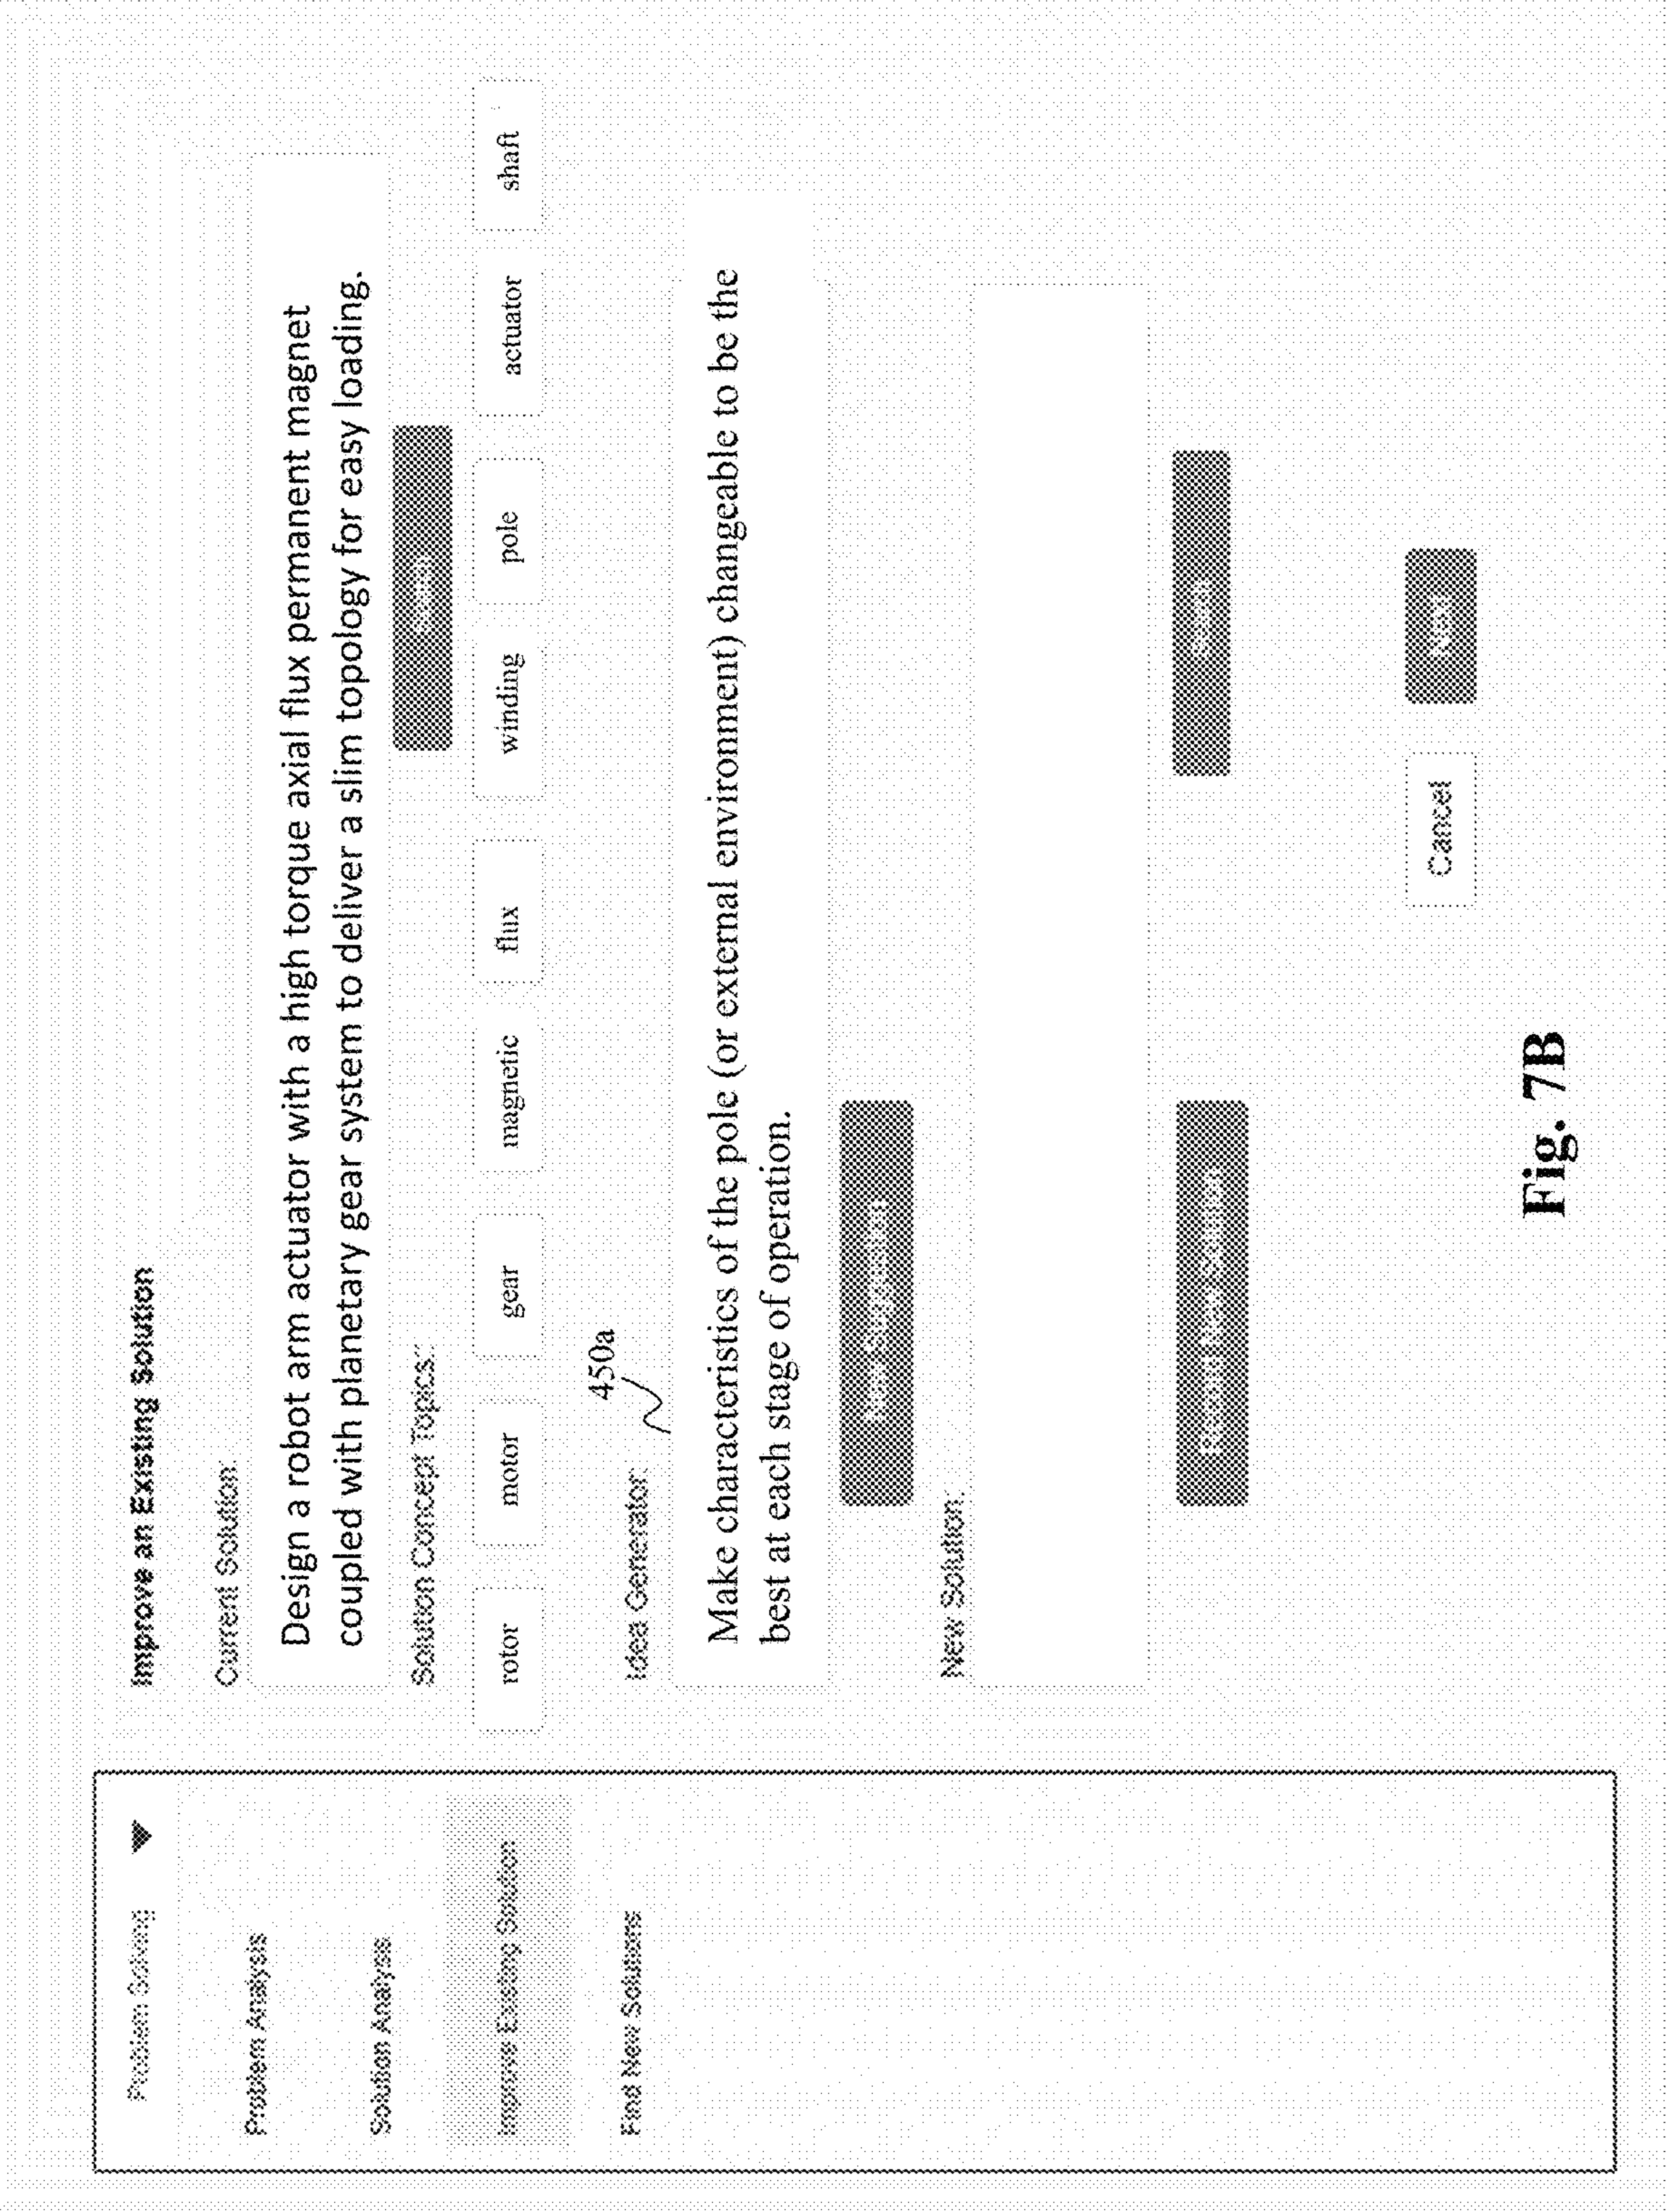 Problem Solving
Problem Analysis
Solution Analysis
Improve Existing Solution
Find New Solutions
Improve an Existing Solution
Current Solution:
Design a robot arm actuator with a high torque axial flux permanent magnet
coupled with planetary gear system to deliver a slim topology for easy loading.
Solution Concept Topics:
rotor motor gear magnetic flux winding pole actuator shaft
Idea Generator:
450a
Make characteristics of the pole (or external environment) changeable to be the
best at each stage of operation.
New Solution:
Cancel Next
Fig. 7B